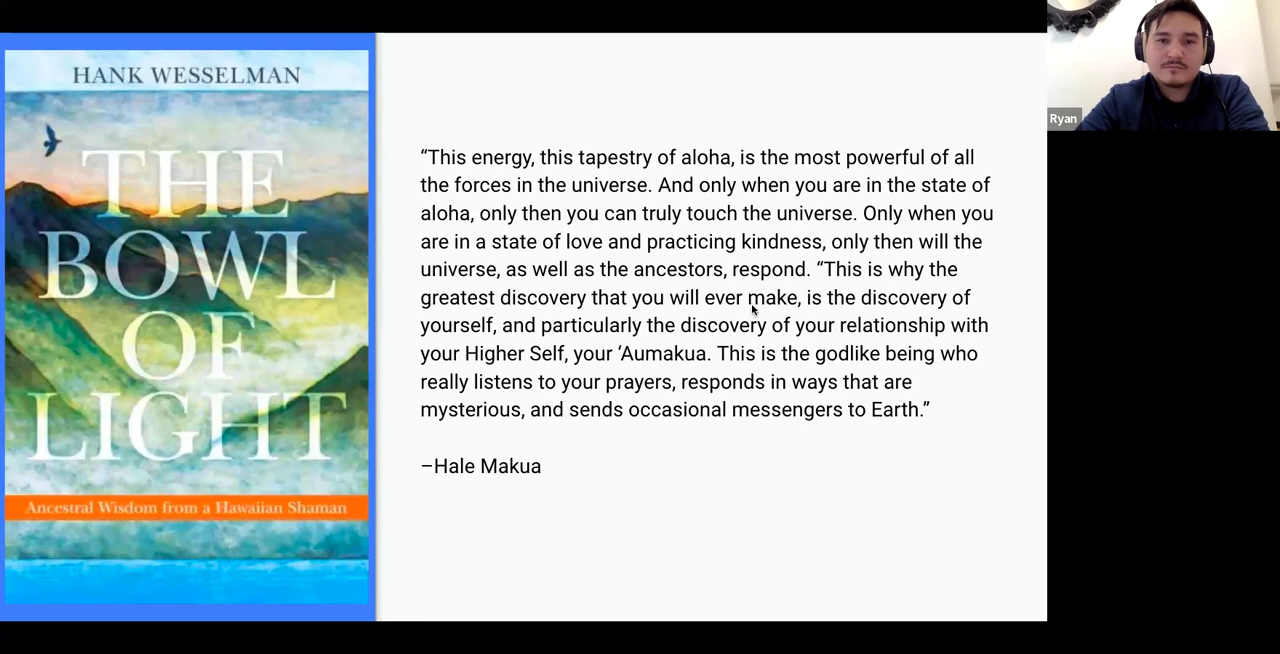 HANK WESSELMAN
THE
BOWL
OF
LIGHT
Ancestral Wisdom from a Hawaiian Shaman
“This energy, this tapestry of aloha, is the most powerful of all
the forces in the universe. And only when you are in the state of
aloha, only then you can truly touch the universe. Only when you
are in a state of love and practicing kindness, only then will the
universe, as well as the ancestors, respond. “This is why the
greatest discovery that you will ever make, is the discovery of
yourself, and particularly the discovery of your relationship with
your Higher Self, your ‘Aumakua. This is the godlike being who
really listens to your prayers, responds in ways that are
mysterious, and sends occasional messengers to Earth.”
–Hale Makua
Ryan